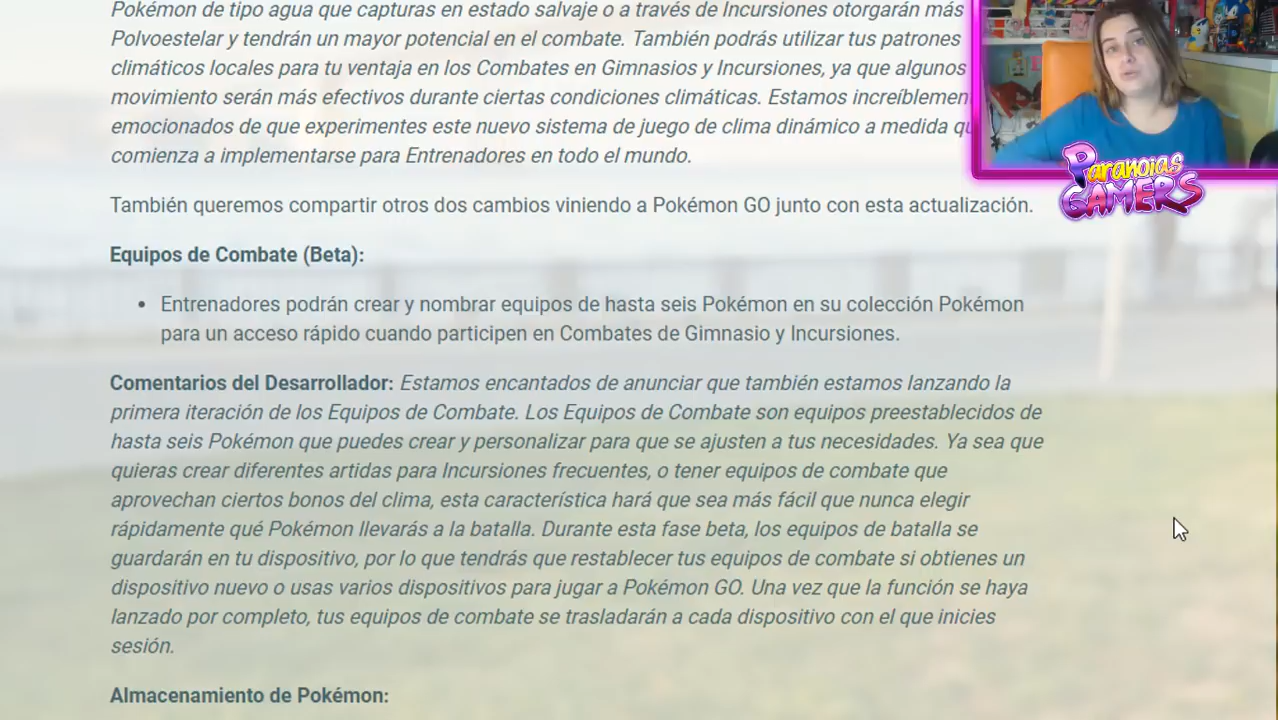 Pokémon de tipo agua que capturas en estado salvaje o a través de Incursiones otorgarán más
Polvoestelar y tendrán un mayor potencial en el combate. También podrás utilizar tus patrones
climáticos locales para tu ventaja en los Combates en Gimnasios y Incursiones, ya que algunos
movimiento serán más efectivos durante ciertas condiciones climáticas. Estamos
emocionados de que experimentes este nuevo sistema de juego de clima dinámico a medida
comienza a implementarse para Entrenadores en todo el mundo.
También queremos compartir otros dos cambios viniendo a Pokémon GO junto con esta actualización.
Equipos de Combate (Beta):
• Entrenadores podrán crear y nombrar equipos de hasta seis Pokémon en su colección Pokémon
para un acceso rápido cuando participen en Combates de Gimnasio y Incursiones.
Comentarios del Desarrollador: Estamos encantados de anunciar que también estamos lanzando la
primera iteración de los Equipos de Combate. Los Equipos de Combate son equipos preestablecidos de
hasta seis Pokémon que puedes crear y personalizar para que se ajusten a tus necesidades. Ya sea que
quieras crear diferentes artidas para Incursiones frecuentes, o tener equipos de combate que
aprovechan ciertos bonos del clima, esta característica hará que sea más fácil que nunca elegir
rápidamente qué Pokémon llevarás a la batalla. Durante esta fase beta, los equipos de batalla se
guardarán en tu dispositivo, por lo que tendrás que restablecer tus equipos de combate si obtienes un
dispositivo nuevo o usas varios dispositivos para jugar a Pokémon GO. Una vez que la función se haya
lanzado por completo, tus equipos de combate se trasladarán a cada dispositivo con el que inicies
sesión.
Almacenamiento de Pokémon:
Paranoias
GAMERS